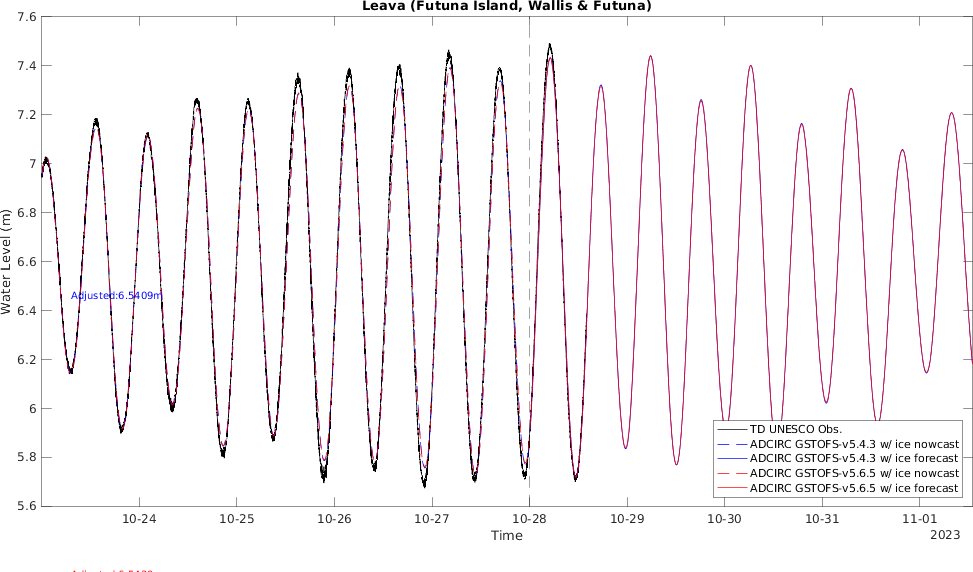 Leava (Futuna Island, Wallis & Futuna)
7.6
7.4
7.2
7
6.8
6.6
6.4
6.2
6
5.8
5.6
Water Level (m)
Adjusted:6.5409m
TD UNESCO Obs.
ADCIRC GSTOFS-v5.4.3 w/ ice nowcast
ADCIRC GSTOFS-v5.4.3 w/ ice forecast
ADCIRC GSTOFS-v5.6.5 w/ ice nowcast
ADCIRC GSTOFS-v5.6.5 w/ ice forecast
10-24 10-25 10-26 10-27 10-28 10-29 10-30 10-31 11-01
Time
2023